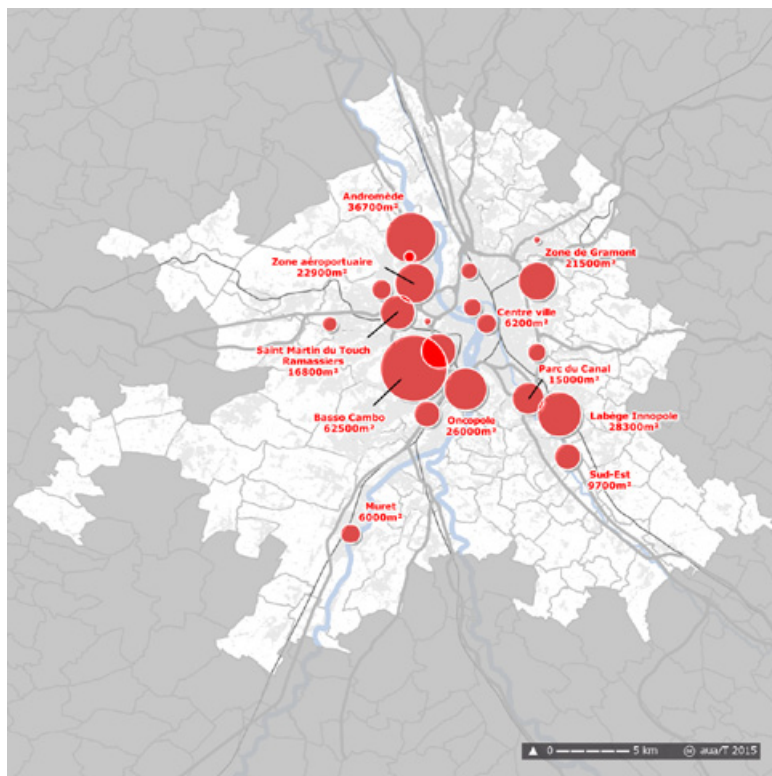 Andromède
36700m²
Zone aéroportuaire
22900m²
Zone de Gramont
21500m²
Centre ville
6200m²
Saint Martin du Touch
Ramassiers
16800m²
Parc du Canal
15000m²
Basso Cambo
62500m²
Oncopole
26000m²
Labège Innopole
28300m²
Sud-Est
9700m²
Muret
6000m²
0 5 km aua/T 2015